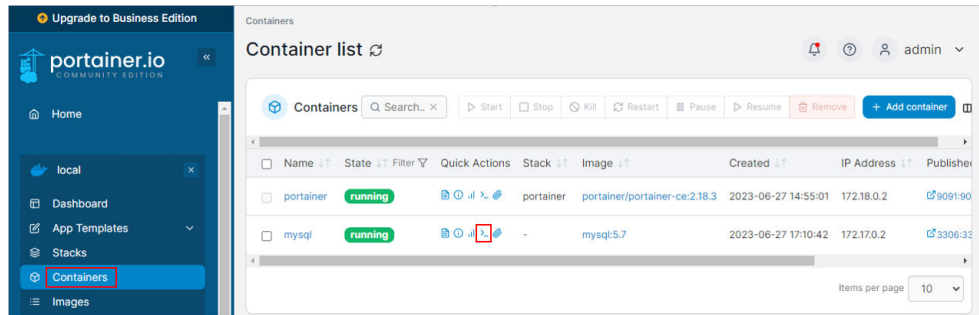 Upgrade to Business Edition
portainer.io
COMMUNITY EDITION
Home
local
Dashboard
App Templates
Stacks
Containers
Images
Containers
Container list
admin
Containers Search.. Start Stop Kill Restart Pause Resume Remove + Add container
Name State Filter Quick Actions Stack Image Created IP Address Published
portainer running portainer portainer/portainer-ce:2.18.3 2023-06-27 14:55:01 172.18.0.2 9091:90
mysql running - mysql:5.7 2023-06-27 17:10:42 172.17.0.2 3306:33
Items per page 10